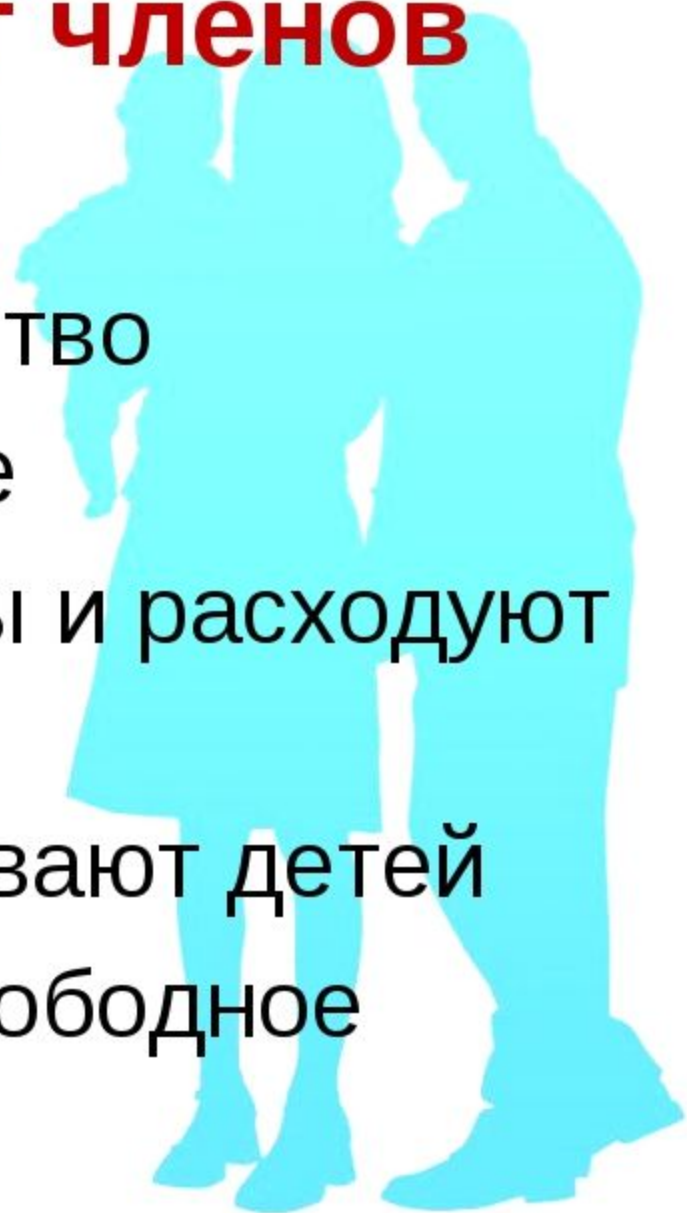 т членов
тво
е
ы и расходуют
вают детей
ободное